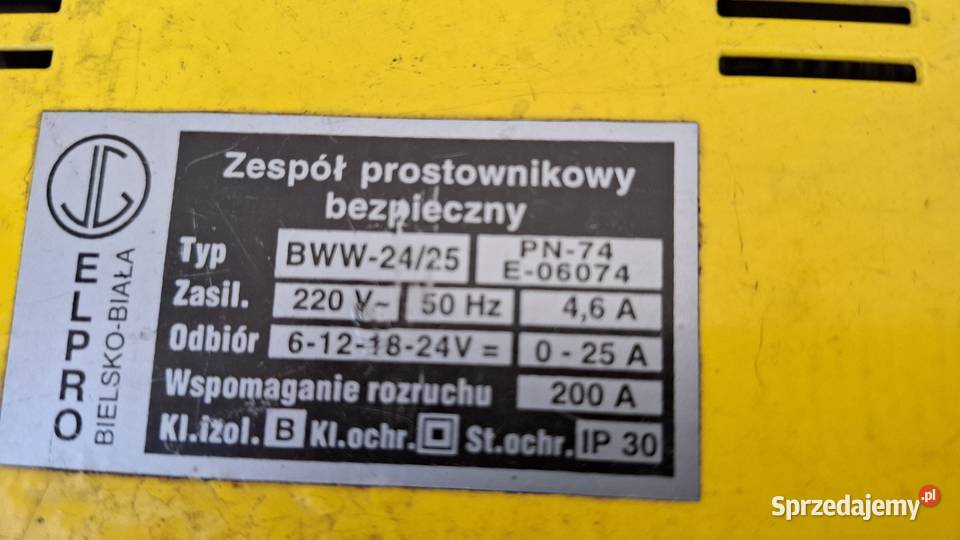 Zespół prostownikowy
bezpieczny
Typ BWW-24/25 PN-74
E-06074
Zasil. 220 V~ 50 Hz 4,6 A
Odbiór 6-12-18-24V = 0 - 25 A
Wspomaganie rozruchu 200 A
Kl.izol. B Kl.ochr. St.ochr. IP 30
ELPRO
BIELSKO-BIAŁA
Sprzedajemy.pl